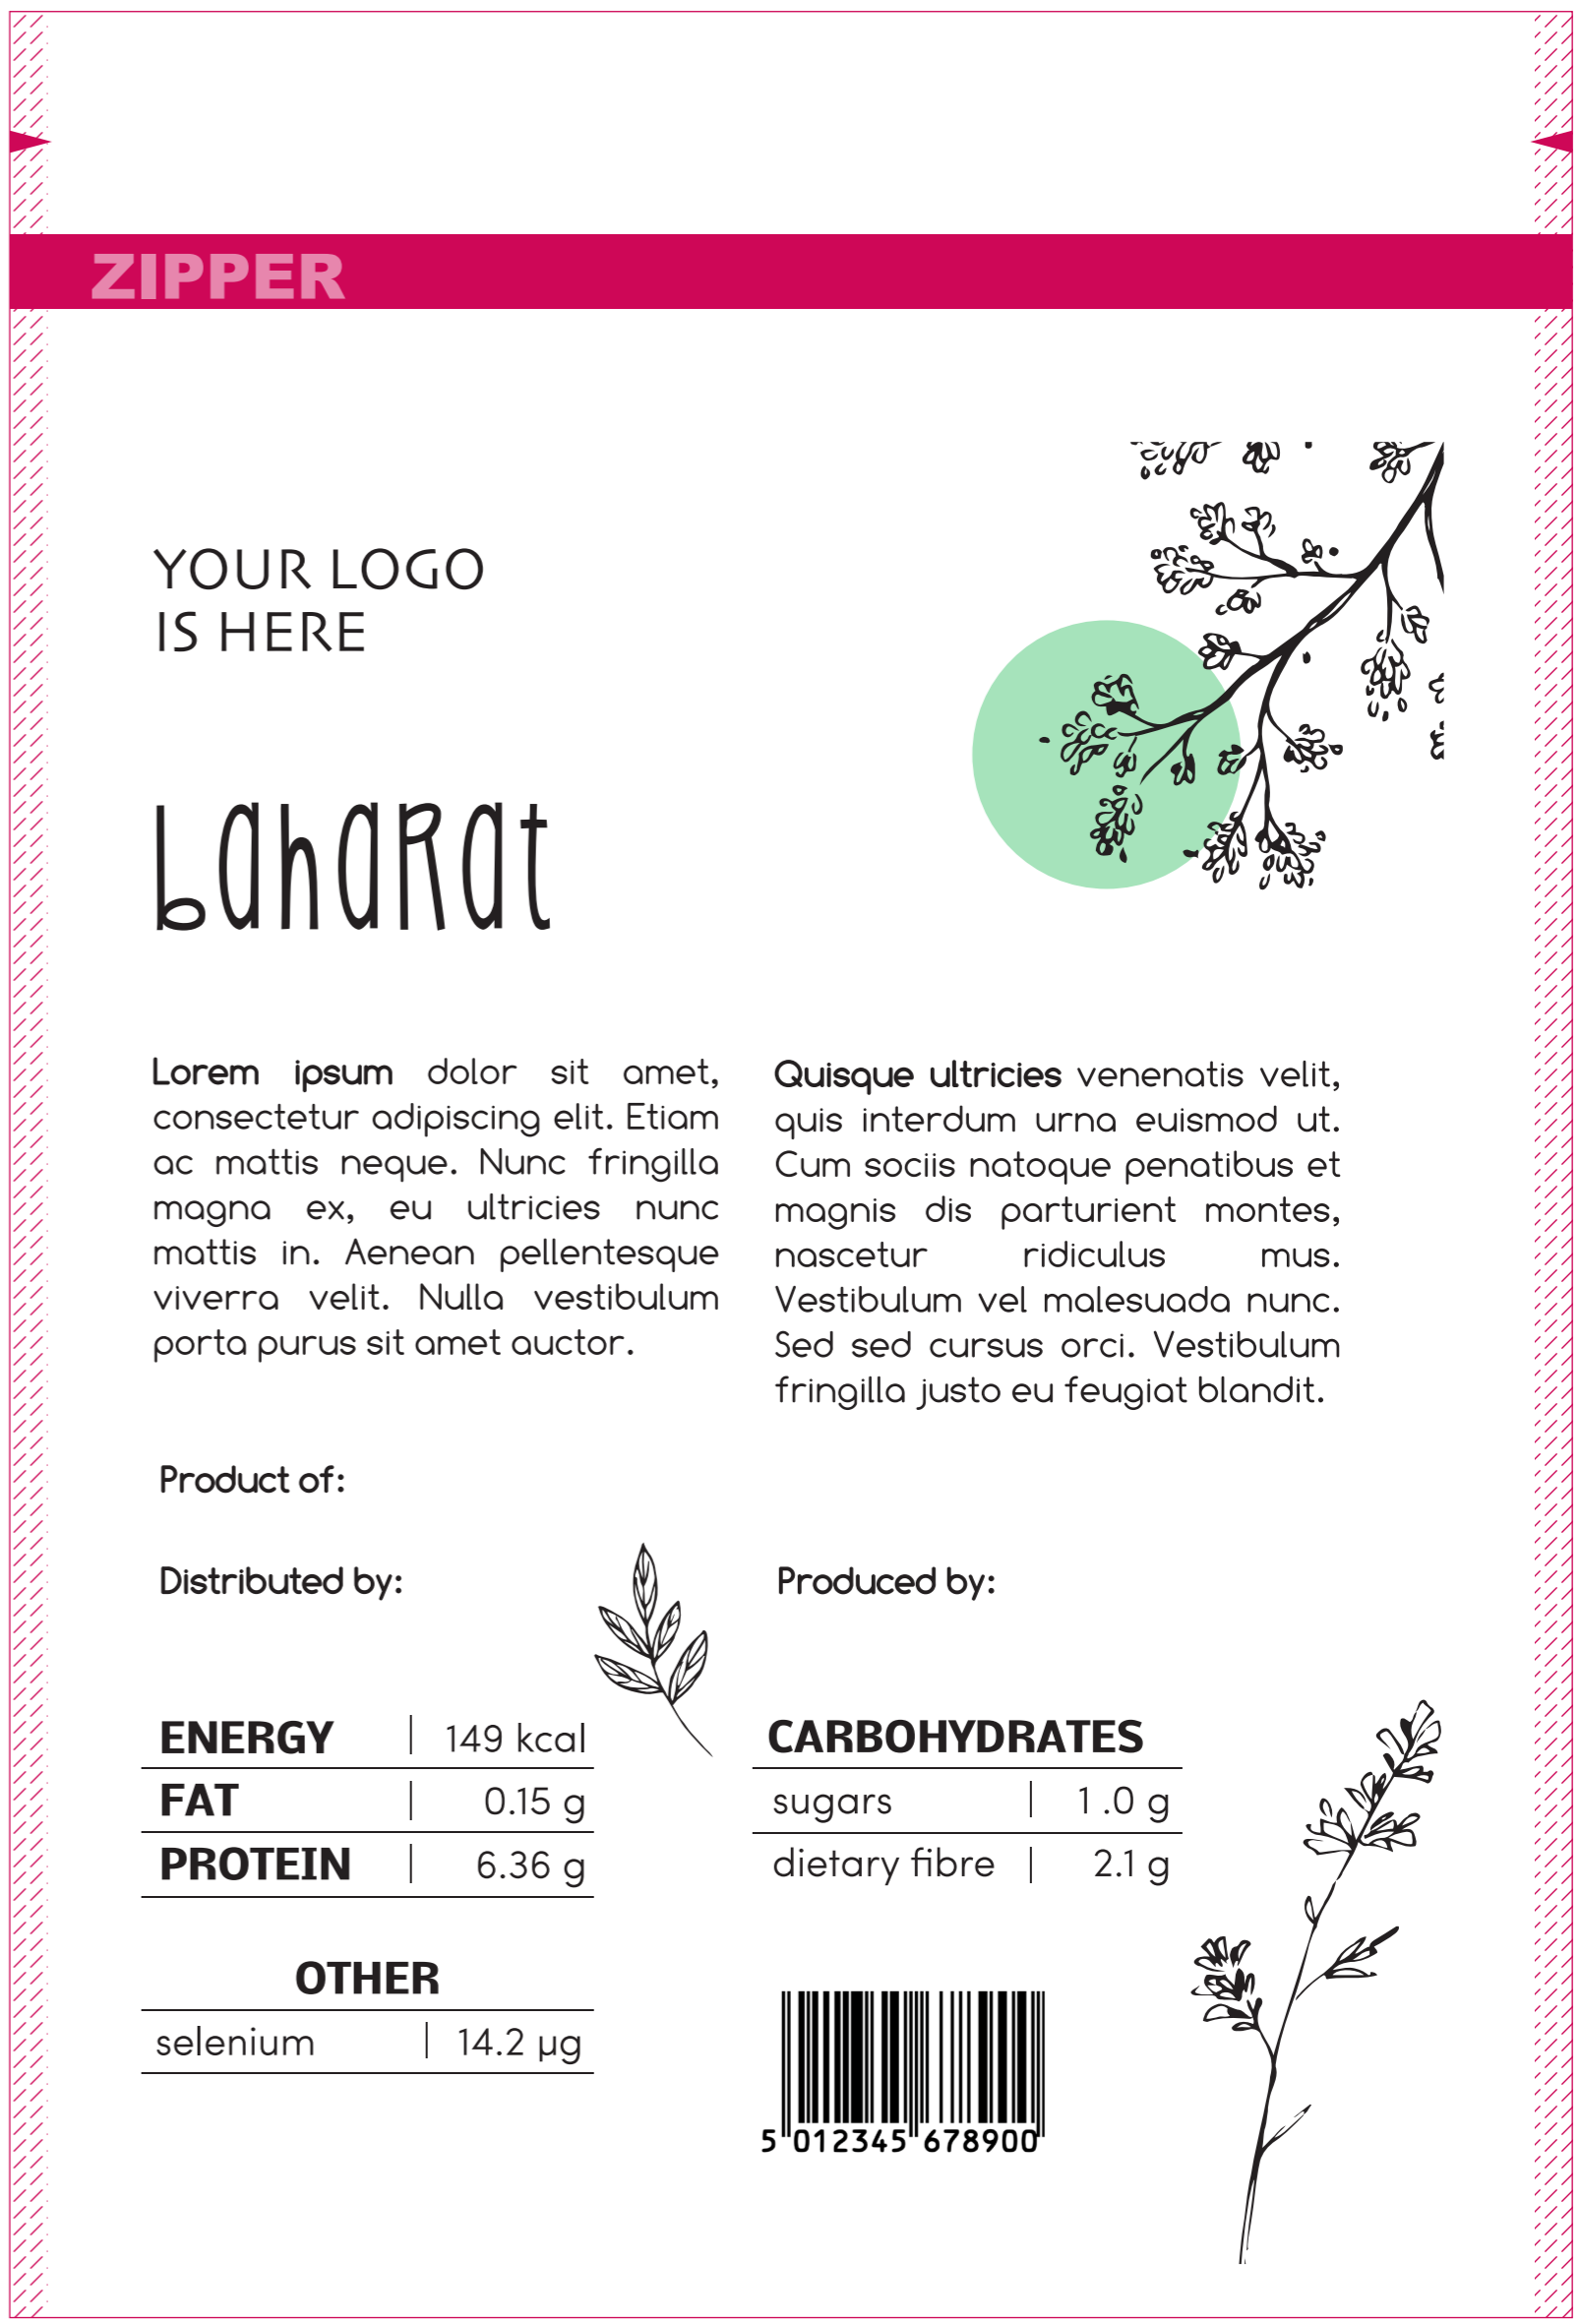 ZIPPER
YOUR LOGO
IS HERE
bahaRat
Lorem ipsum dolor sit amet,
consectetur adipiscing elit. Etiam
ac mattis neque. Nunc fringilla
magna ex, eu ultricies nunc
mattis in. Aenean pellentesque
viverra velit. Nulla vestibulum
porta purus sit amet auctor.
Quisque ultricies venenatis velit,
quis interdum urna euismod ut.
Cum sociis natoque penatibus et
magnis dis parturient montes,
nascetur ridiculus mus.
Vestibulum vel malesuada nunc.
Sed sed cursus orci. Vestibulum
fringilla justo eu feugiat blandit.
Product of:
Distributed by:
Produced by:
ENERGY | 149 kcal
FAT | 0.15 g
PROTEIN | 6.36 g
CARBOHYDRATES
sugars | 1 .0 g
dietary fibre | 2.1 g
OTHER
selenium | 14.2 µg
5 012345 678900